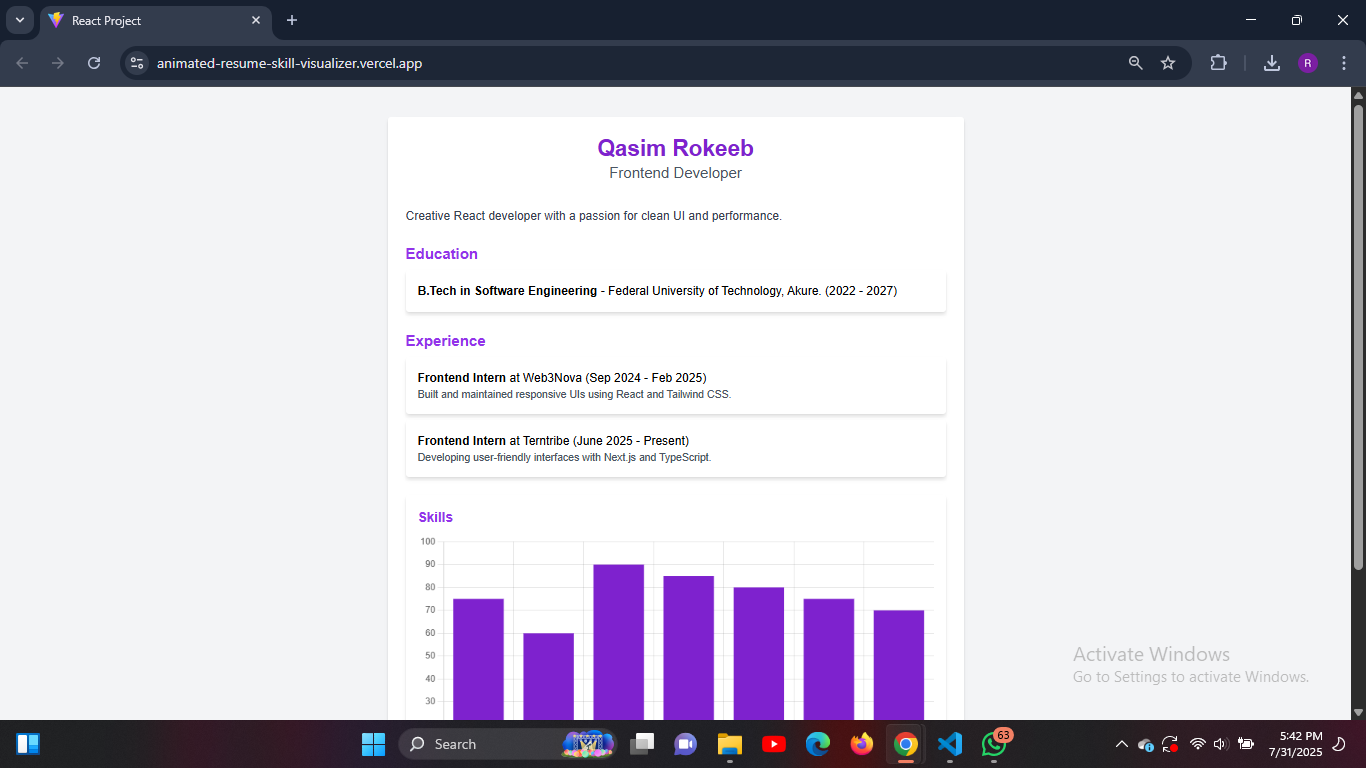 React Project
animated-resume-skill-visualizer.vercel.app
R
Qasim Rokeeb
Frontend Developer
Creative React developer with a passion for clean UI and performance.
Education
B.Tech in Software Engineering - Federal University of Technology, Akure. (2022 - 2027)
Experience
Frontend Intern at Web3Nova (Sep 2024 - Feb 2025)
Built and maintained responsive UIs using React and Tailwind CSS.
Frontend Intern at Terntribe (June 2025 - Present)
Developing user-friendly interfaces with Next.js and TypeScript.
Skills
100
90
80
70
60
50
40
30
Activate Windows
Go to Settings to activate Windows.
Search
63
5:42 PM
7/31/2025